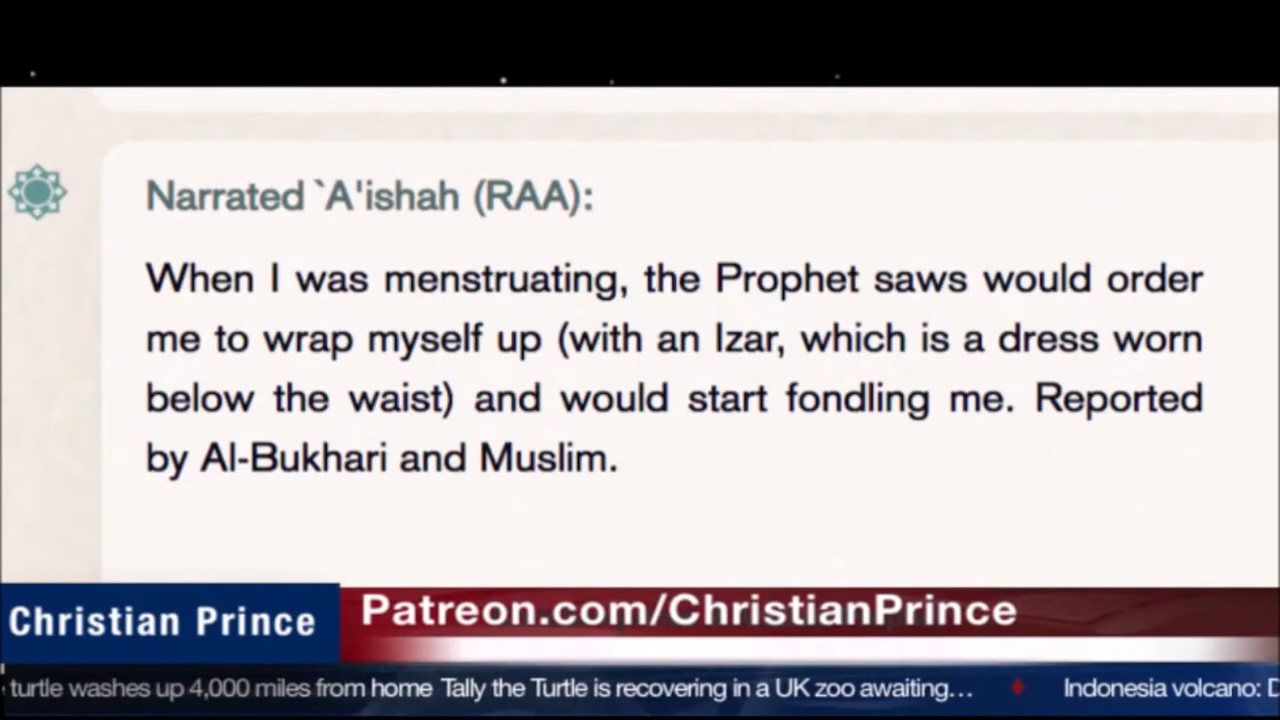 Narrated `A'ishah (RAA):
When I was menstruating, the Prophet saws would order
me to wrap myself up (with an Izar, which is a dress worn
below the waist) and would start fondling me. Reported
by Al-Bukhari and Muslim.
Christian Prince
Patreon.com/ChristianPrince
turtle washes up 4,000 miles from home Tally the Turtle is recovering in a UK zoo awaiting… Indonesia volcano: D